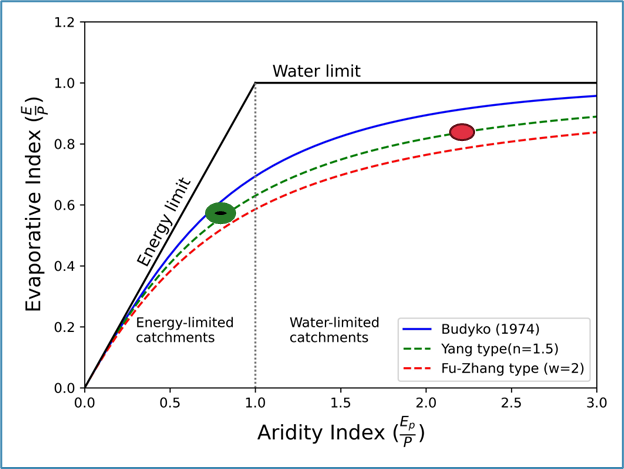 1.2
1.0
0.8
0.6
0.4
0.2
0.0
Evaporative Index (E/P)
Water limit
Energy limit
Energy-limited
catchments
Water-limited
catchments
Budyko (1974)
Yang type(n=1.5)
Fu-Zhang type (w=2)
0.0 0.5 1.0 1.5 2.0 2.5 3.0
Aridity Index (Ep/P)